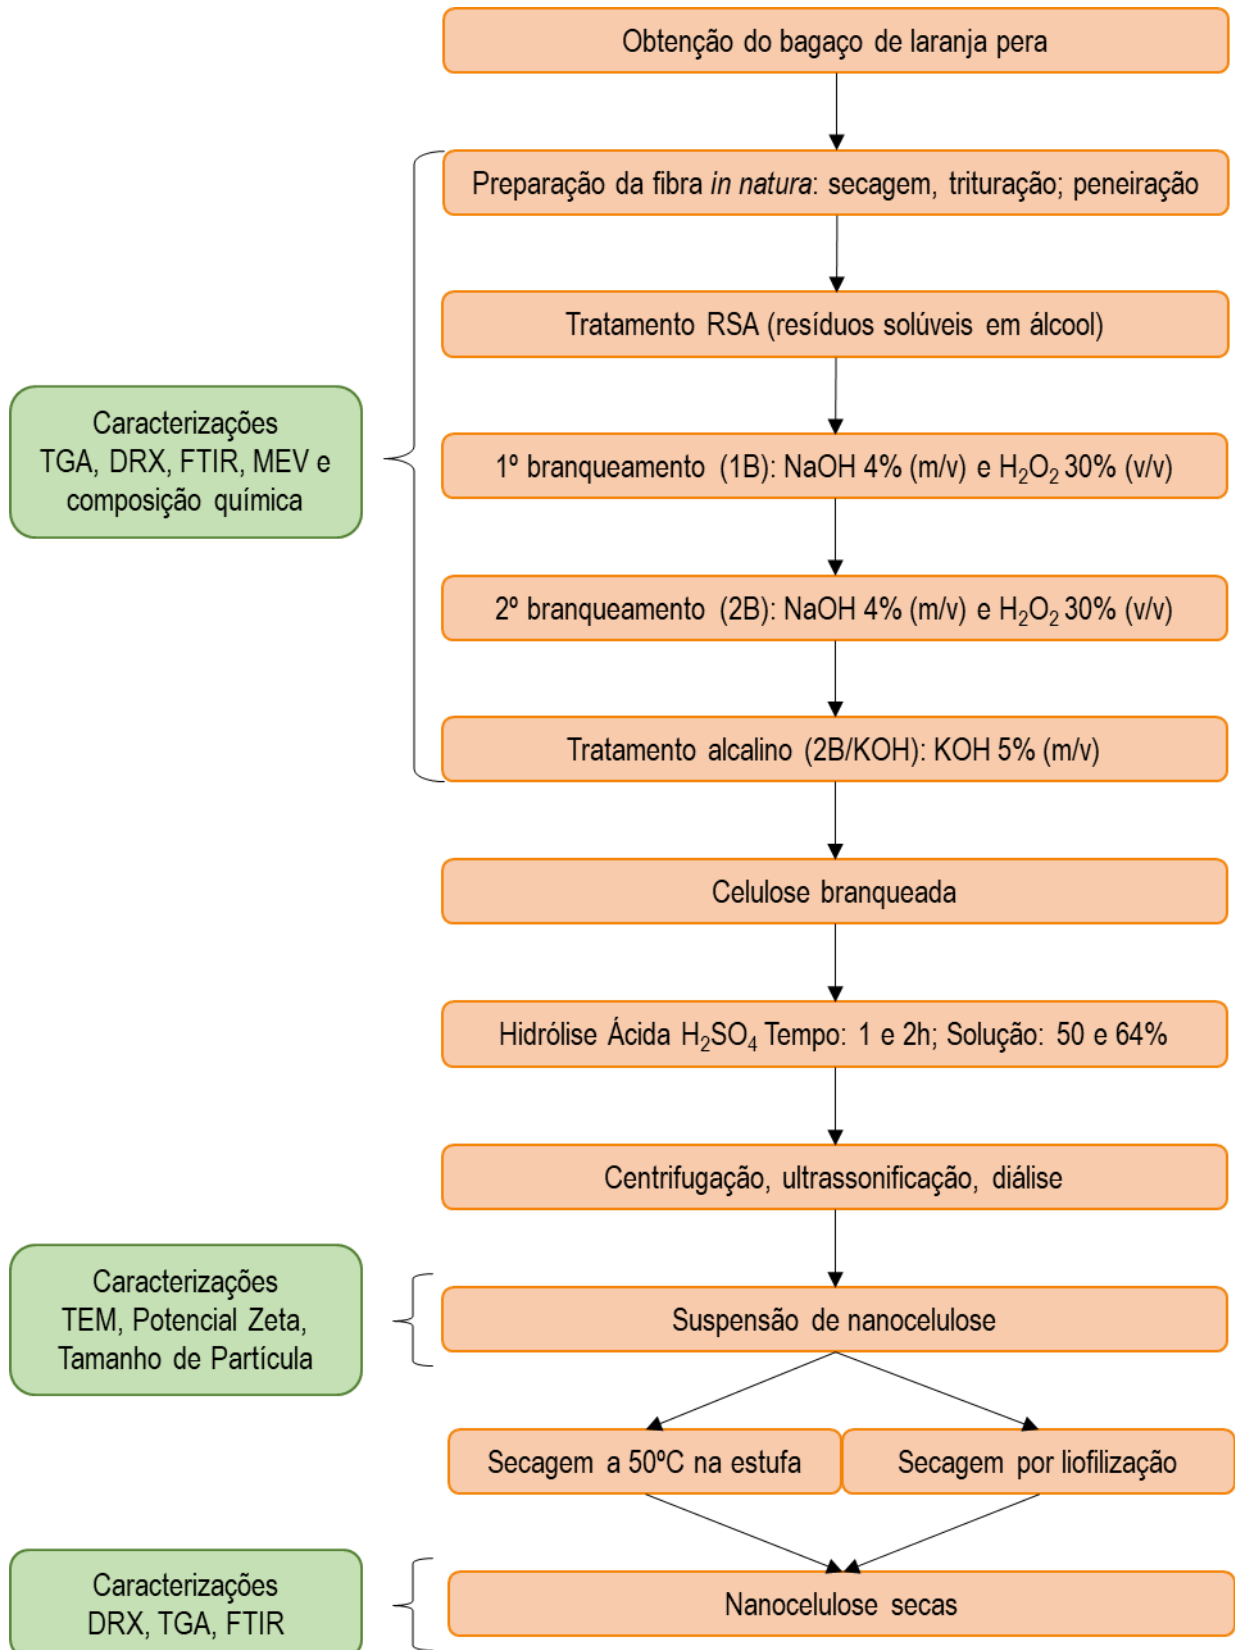 Obtenção do bagaço de laranja pera
Preparação da fibra in natura: secagem, trituração; peneiração
Tratamento RSA (resíduos solúveis em álcool)
Caracterizações
TGA, DRX, FTIR, MEV e
composição química
1º branqueamento (1B): NaOH 4% (m/v) e H₂O₂ 30% (v/v)
2º branqueamento (2B): NaOH 4% (m/v) e H₂O₂ 30% (v/v)
Tratamento alcalino (2B/KOH): KOH 5% (m/v)
Celulose branqueada
Hidrólise Ácida H₂SO₄ Tempo: 1 e 2h; Solução: 50 e 64%
Centrifugação, ultrassonificação, diálise
Caracterizações
TEM, Potencial Zeta,
Tamanho de Partícula
Suspensão de nanocelulose
Secagem a 50ºC na estufa
Secagem por liofilização
Caracterizações
DRX, TGA, FTIR
Nanocelulose secas